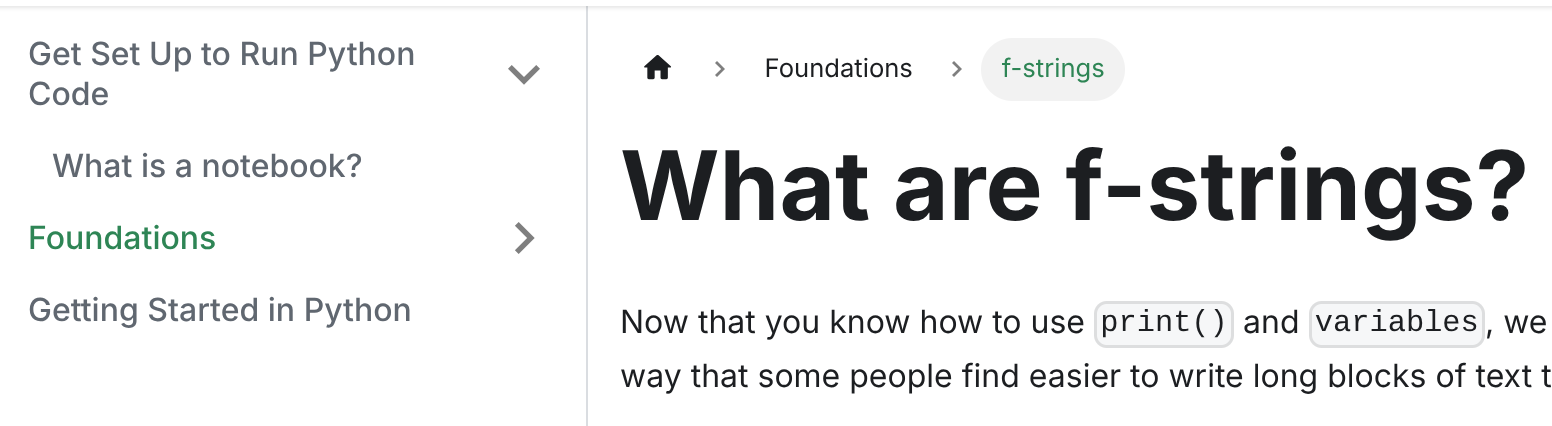 Get Set Up to Run Python
Code
What is a notebook?
Foundations
Getting Started in Python
Foundations
f-strings
What are f-strings?
Now that you know how to use print() and variables, we
way that some people find easier to write long blocks of text t